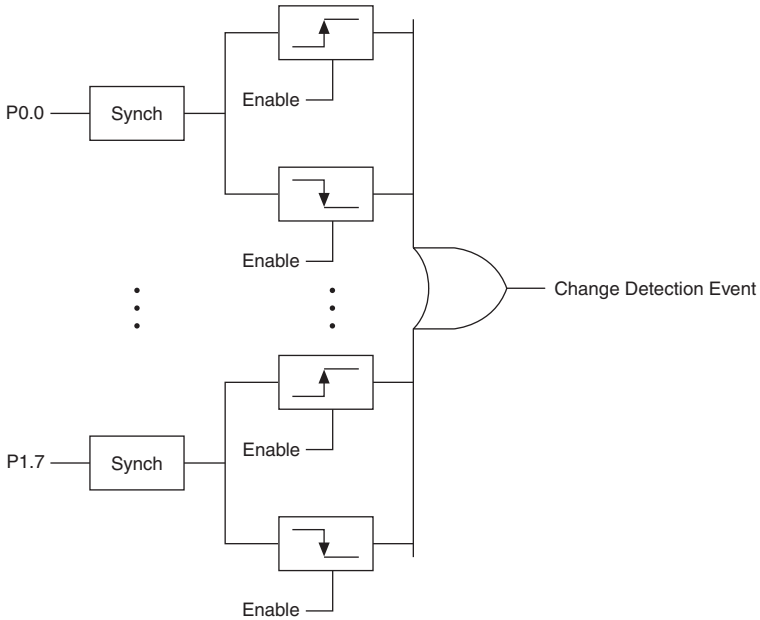 Enable
P0.0
Synch
Enable
Change Detection Event
Enable
P1.7
Synch
Enable